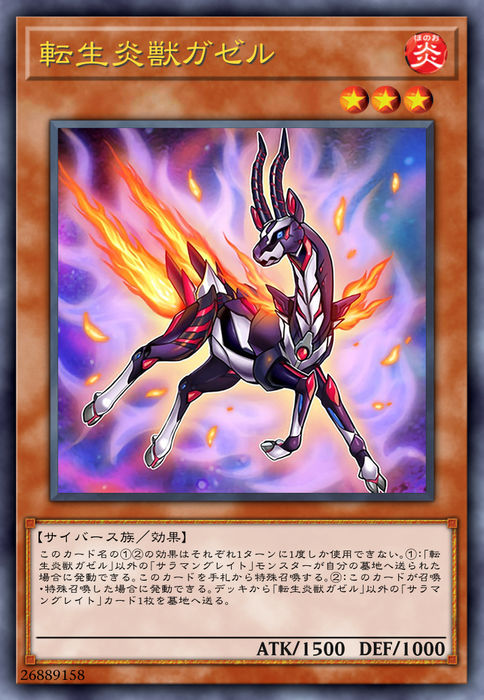 転生炎獣ガゼル
ほのお
炎
【サイバース族／効果】
このカード名の①②の効果はそれぞれ1ターンに1度しか使用できない。①:「転
生炎獣ガゼル」以外の「サラマングレイト」モンスターが自分の墓地へ送られた
場合に発動できる。このカードを手札から特殊召喚する。②:このカードが召喚
・特殊召喚した場合に発動できる。デッキから「転生炎獣ガゼル」以外の「サラマ
ングレイト」カード1枚を墓地へ送る。
ATK/1500 DEF/1000
26889158